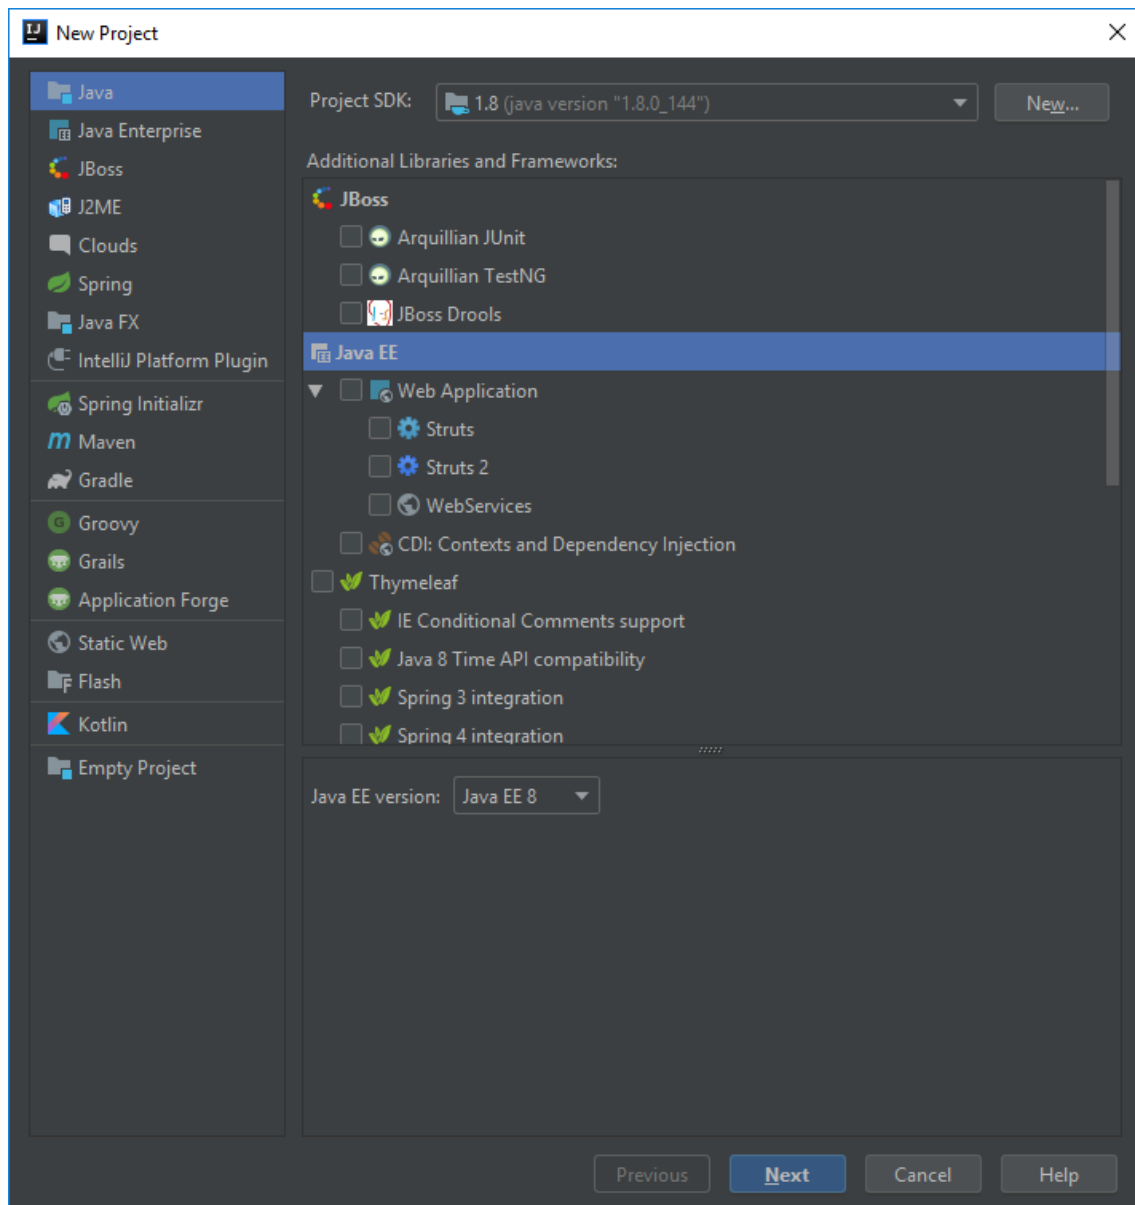 New Project
Java
Java Enterprise
JBoss
J2ME
Clouds
Spring
Java FX
IntelliJ Platform Plugin
Spring Initializr
Maven
Gradle
Groovy
Grails
Application Forge
Static Web
Flash
Kotlin
Empty Project
Project SDK: 1.8 (java version "1.8.0_144") New...
Additional Libraries and Frameworks:
JBoss
Arquillian JUnit
Arquillian TestNG
JBoss Drools
Java EE
Web Application
Struts
Struts 2
WebServices
CDI: Contexts and Dependency Injection
Thymeleaf
IE Conditional Comments support
Java 8 Time API compatibility
Spring 3 integration
Spring 4 integration
Java EE version: Java EE 8
Previous Next Cancel Help